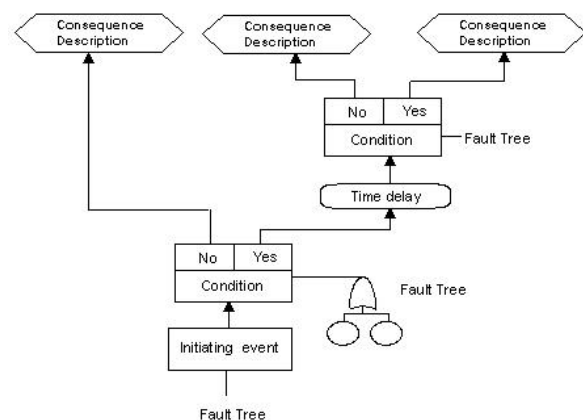 Consequence
Description
Consequence
Description
Consequence
Description
No
Yes
Condition
Fault Tree
Time delay
No
Yes
Condition
Fault Tree
Initiating event
Fault Tree